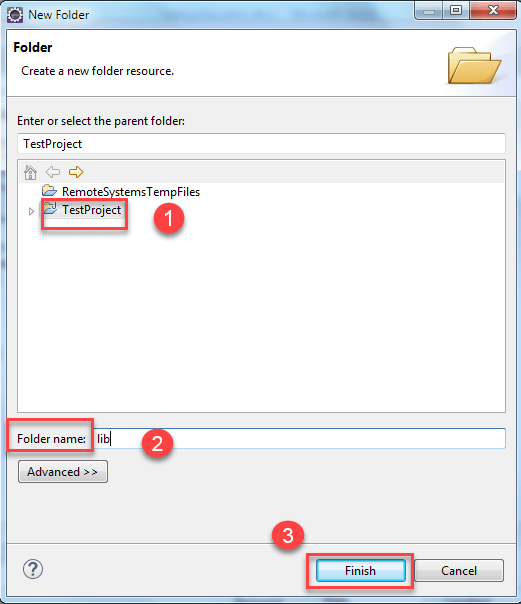 New Folder
Folder
Create a new folder resource.
Enter or select the parent folder:
TestProject
RemoteSystemsTempFiles
TestProject
1
Folder name: lib
2
Advanced >>
3
? Finish Cancel